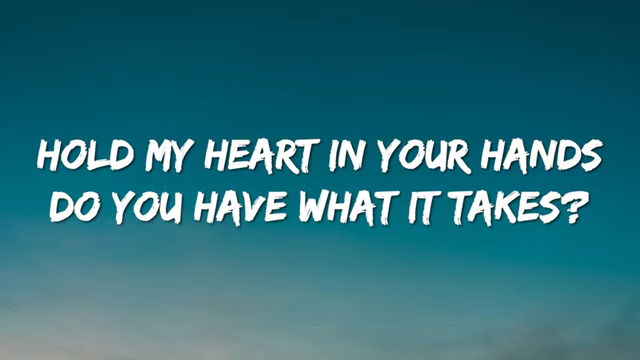 HOLD MY HEART IN YOUR HANDS
DO YOU HAVE WHAT IT TAKES?